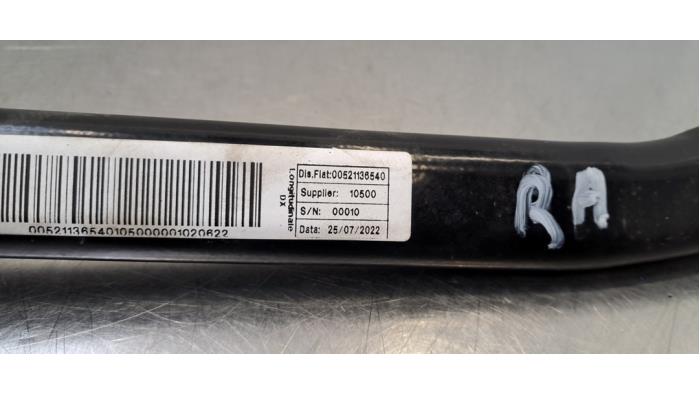 Longitudinale
DX
Dis.Fiat:00521136540
Supplier: 10500
S/N: 00010
Data: 25/07/2022
00521136540105000001020622
RA